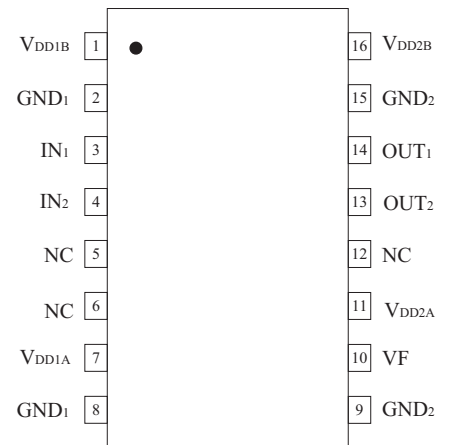 VDD1B 1 16 VDD2B
GND1 2 15 GND2
IN1 3 14 OUT1
IN2 4 13 OUT2
NC 5 12 NC
NC 6 11 VDD2A
VDD1A 7 10 VF
GND1 8 9 GND2